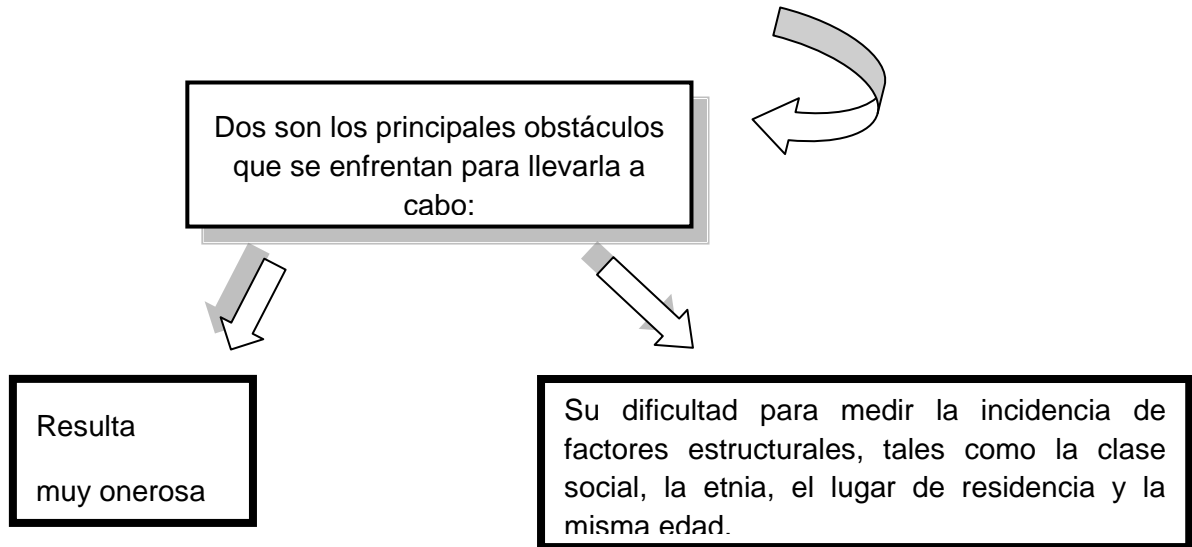 Dos son los principales obstáculos
que se enfrentan para llevarla a
cabo:
Resulta
muy onerosa
Su dificultad para medir la incidencia de
factores estructurales, tales como la clase
social, la etnia, el lugar de residencia y la
misma edad.